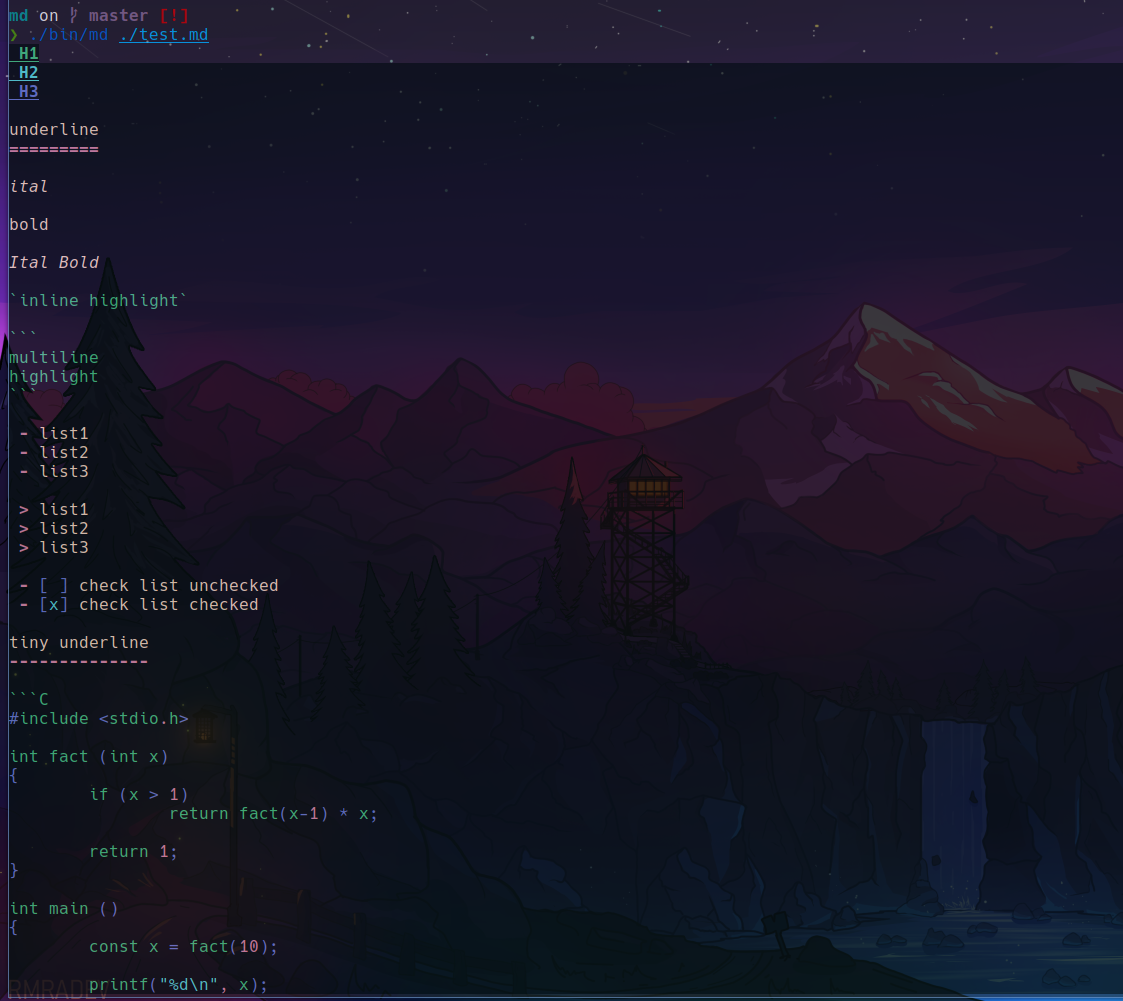 md on ᚠ master [!]
❯ ./bin/md ./test.md
H1
H2
H3
underline
=========
ital
bold
Ital Bold
`inline highlight`
```
multiline
highlight
```
- list1
- list2
- list3
> list1
> list2
> list3
- [ ] check list unchecked
- [x] check list checked
tiny underline
--------------
```C
#include <stdio.h>
int fact (int x)
{
        if (x > 1)
                return fact(x-1) * x;
        return 1;
}
int main ()
{
        const x = fact(10);
        printf("%d\n", x);
RMRADEV